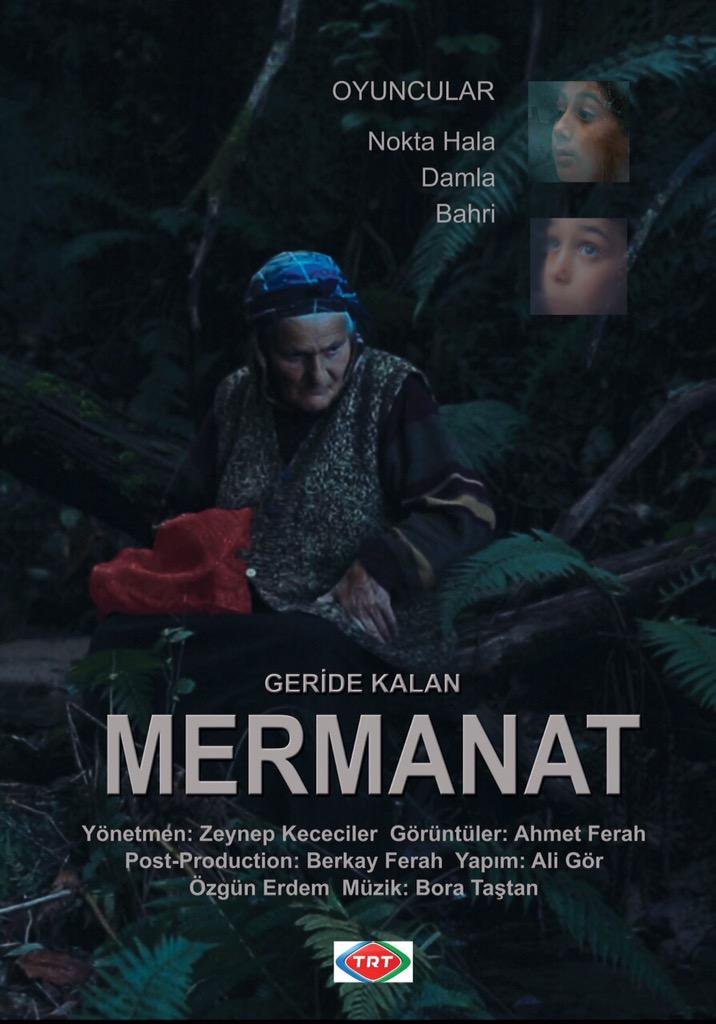 OYUNCULAR
Nokta Hala
Damla
Bahri
GERİDE KALAN
MERMANAT
Yönetmen: Zeynep Kececiler Görüntüler: Ahmet Ferah
Post-Production: Berkay Ferah Yapım: Ali Gör
Özgün Erdem Müzik: Bora Taştan
TRT